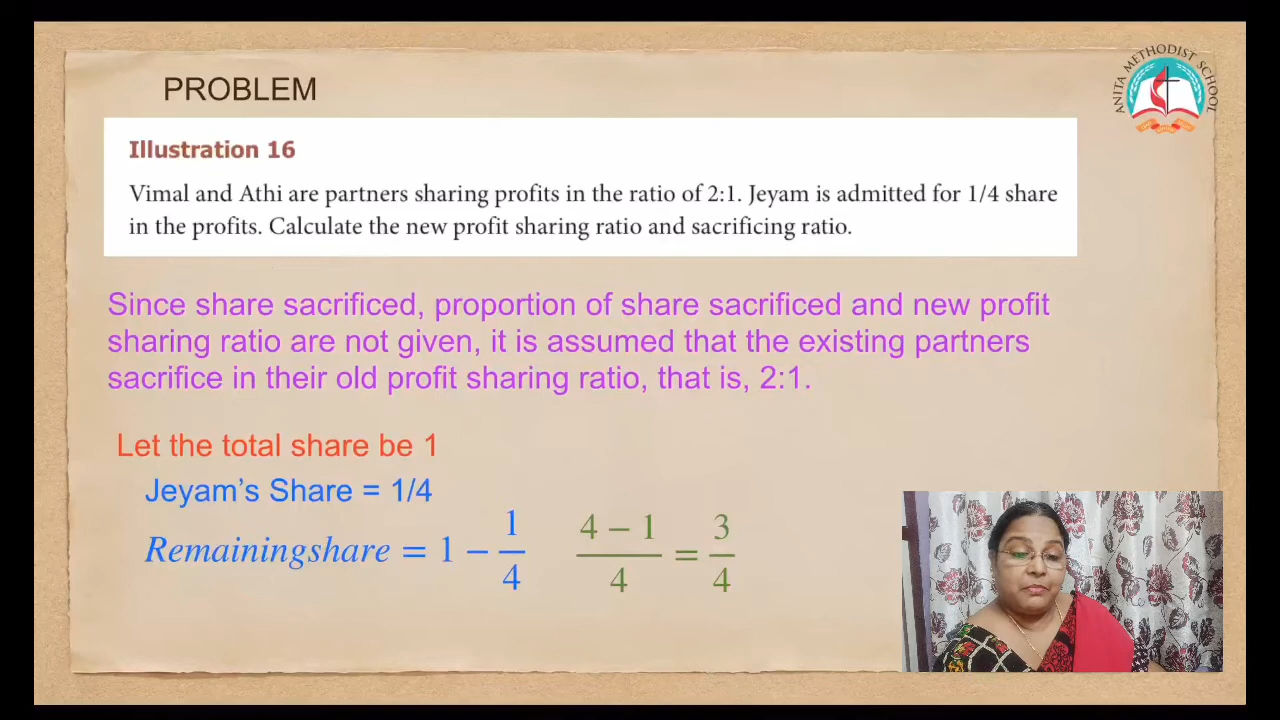 PROBLEM
ANITA METHODIST SCHOOL
Illustration 16
Vimal and Athi are partners sharing profits in the ratio of 2:1. Jeyam is admitted for 1/4 share
in the profits. Calculate the new profit sharing ratio and sacrificing ratio.
Since share sacrificed, proportion of share sacrificed and new profit
sharing ratio are not given, it is assumed that the existing partners
sacrifice in their old profit sharing ratio, that is, 2:1.
Let the total share be 1
Jeyam's Share = 1/4
Remainingshare = 1 − 1/4   4 − 1/4 = 3/4